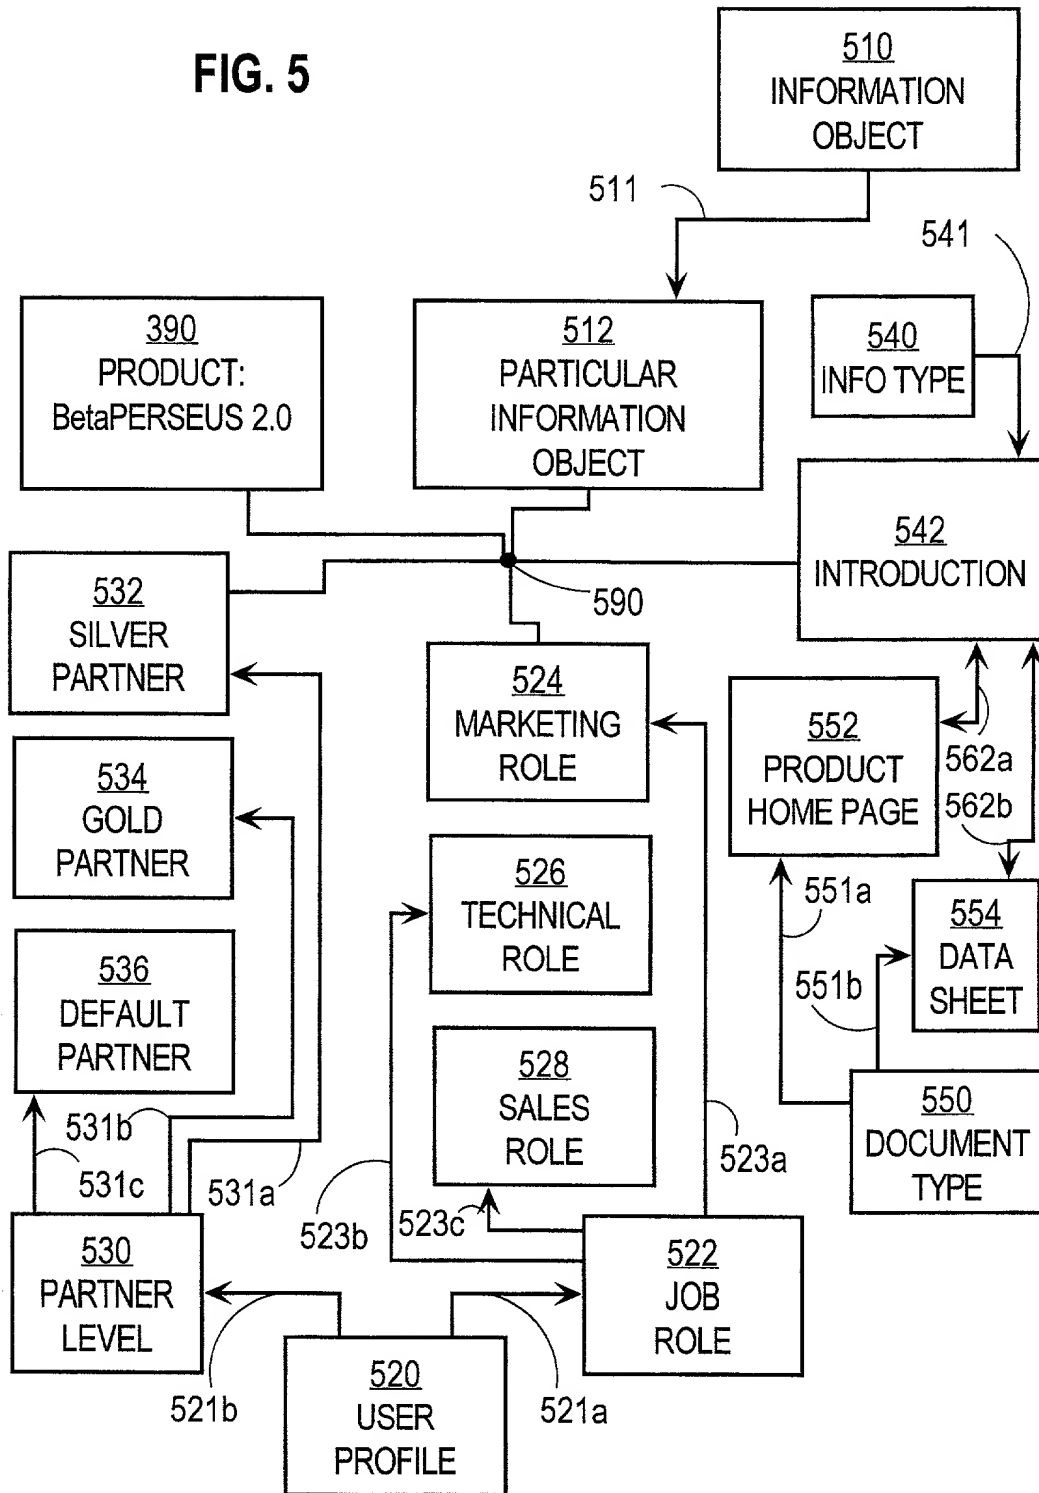 FIG. 5
510
INFORMATION
OBJECT
511
541
390
PRODUCT:
BetaPERSEUS 2.0
512
PARTICULAR
INFORMATION
OBJECT
540
INFO TYPE
542
INTRODUCTION
532
SILVER
PARTNER
590
524
MARKETING
ROLE
552
PRODUCT
HOME PAGE
562a
562b
534
GOLD
PARTNER
526
TECHNICAL
ROLE
551a
554
DATA
SHEET
551b
536
DEFAULT
PARTNER
528
SALES
ROLE
550
DOCUMENT
TYPE
531b
531c
531a
523b
523c
523a
530
PARTNER
LEVEL
522
JOB
ROLE
521b
520
USER
PROFILE
521a